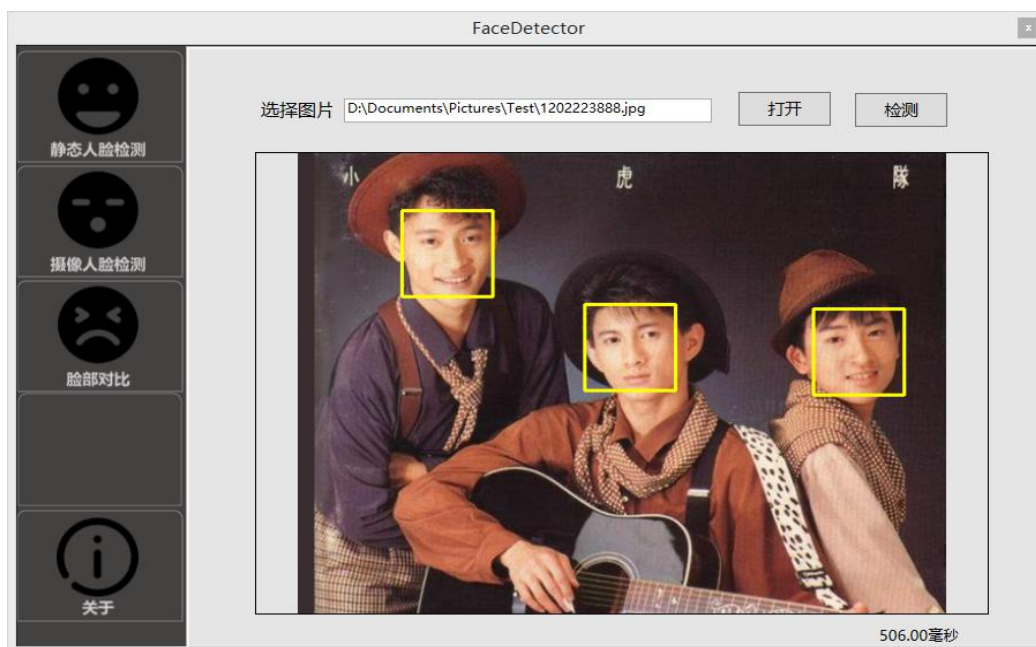 FaceDetector
x
静态人脸检测
摄像人脸检测
脸部对比
关于
选择图片 D:\Documents\Pictures\Test\1202223888.jpg 打开 检测
小 虎 隊
506.00毫秒